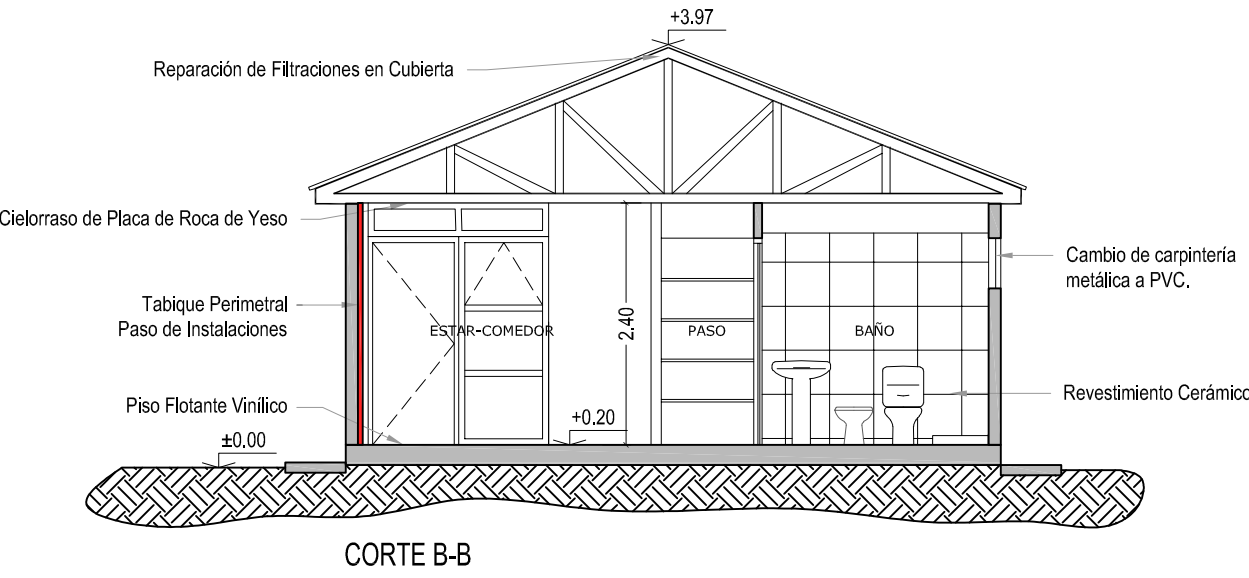 +3.97
Reparación de Filtraciones en Cubierta
Cielorraso de Placa de Roca de Yeso
Cambio de carpintería
metálica a PVC.
Tabique Perimetral
Paso de Instalaciones
ESTAR-COMEDOR
2.40
PASO
BAÑO
Revestimiento Cerámico
Piso Flotante Vinílico
+0.20
±0.00
CORTE B-B